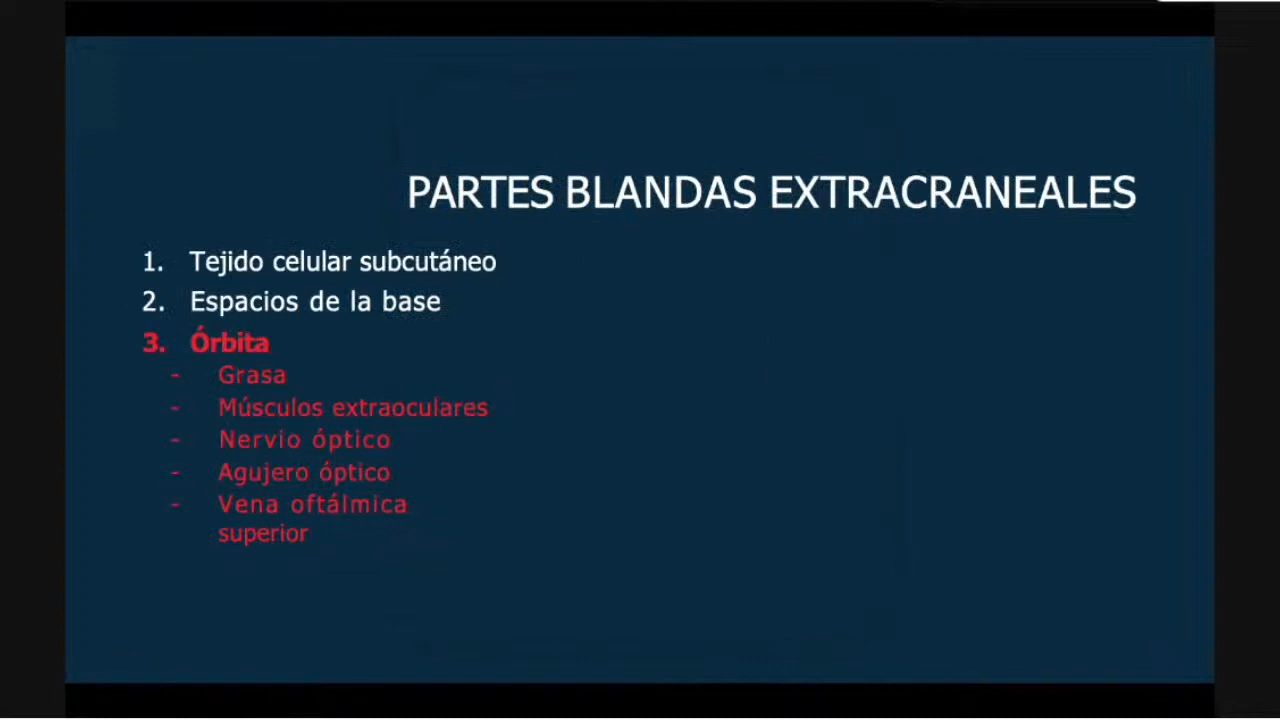 PARTES BLANDAS EXTRACRANEALES
1. Tejido celular subcutáneo
2. Espacios de la base
3. Órbita
- Grasa
- Músculos extraoculares
- Nervio óptico
- Agujero óptico
- Vena oftálmica
superior